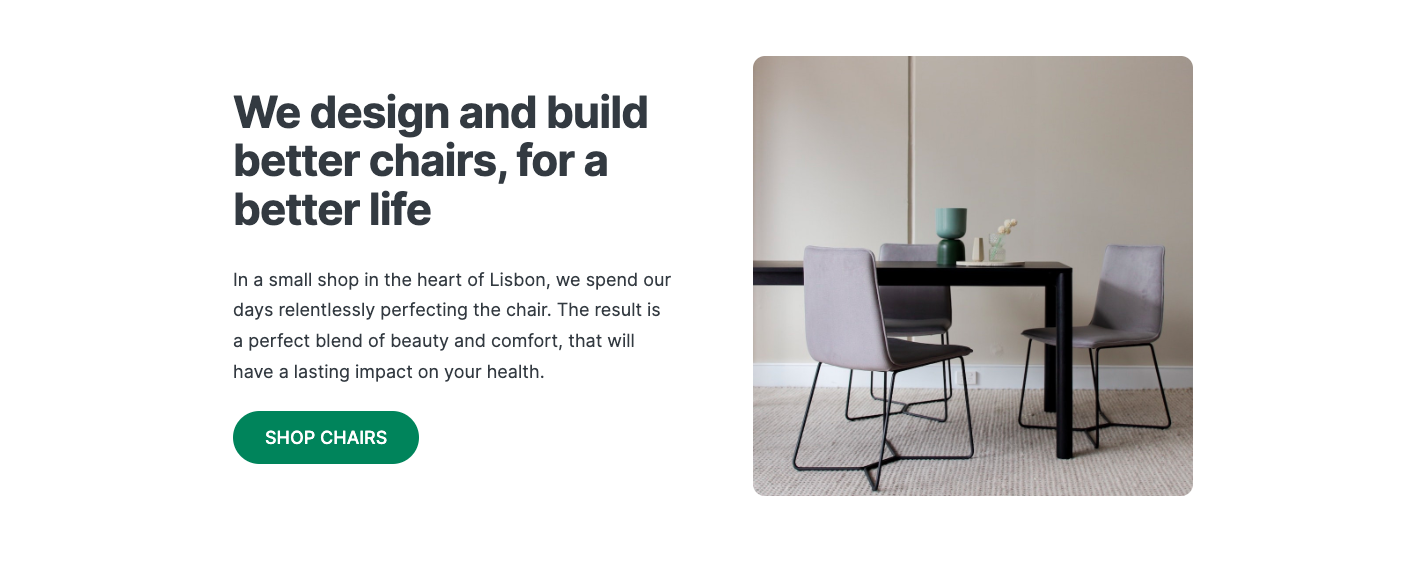 We design and build
better chairs, for a
better life
In a small shop in the heart of Lisbon, we spend our
days relentlessly perfecting the chair. The result is
a perfect blend of beauty and comfort, that will
have a lasting impact on your health.
SHOP CHAIRS